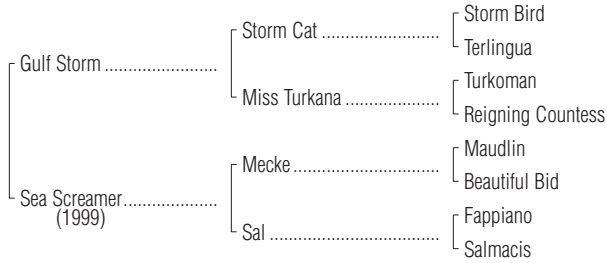 Storm Bird
Storm Cat ........................
Terlingua
Gulf Storm .......................
Turkoman
Miss Turkana ...................
Reigning Countess
Maudlin
Mecke .............................
Beautiful Bid
Sea Screamer...................
(1999)
Fappiano
Sal ..................................
Salmacis